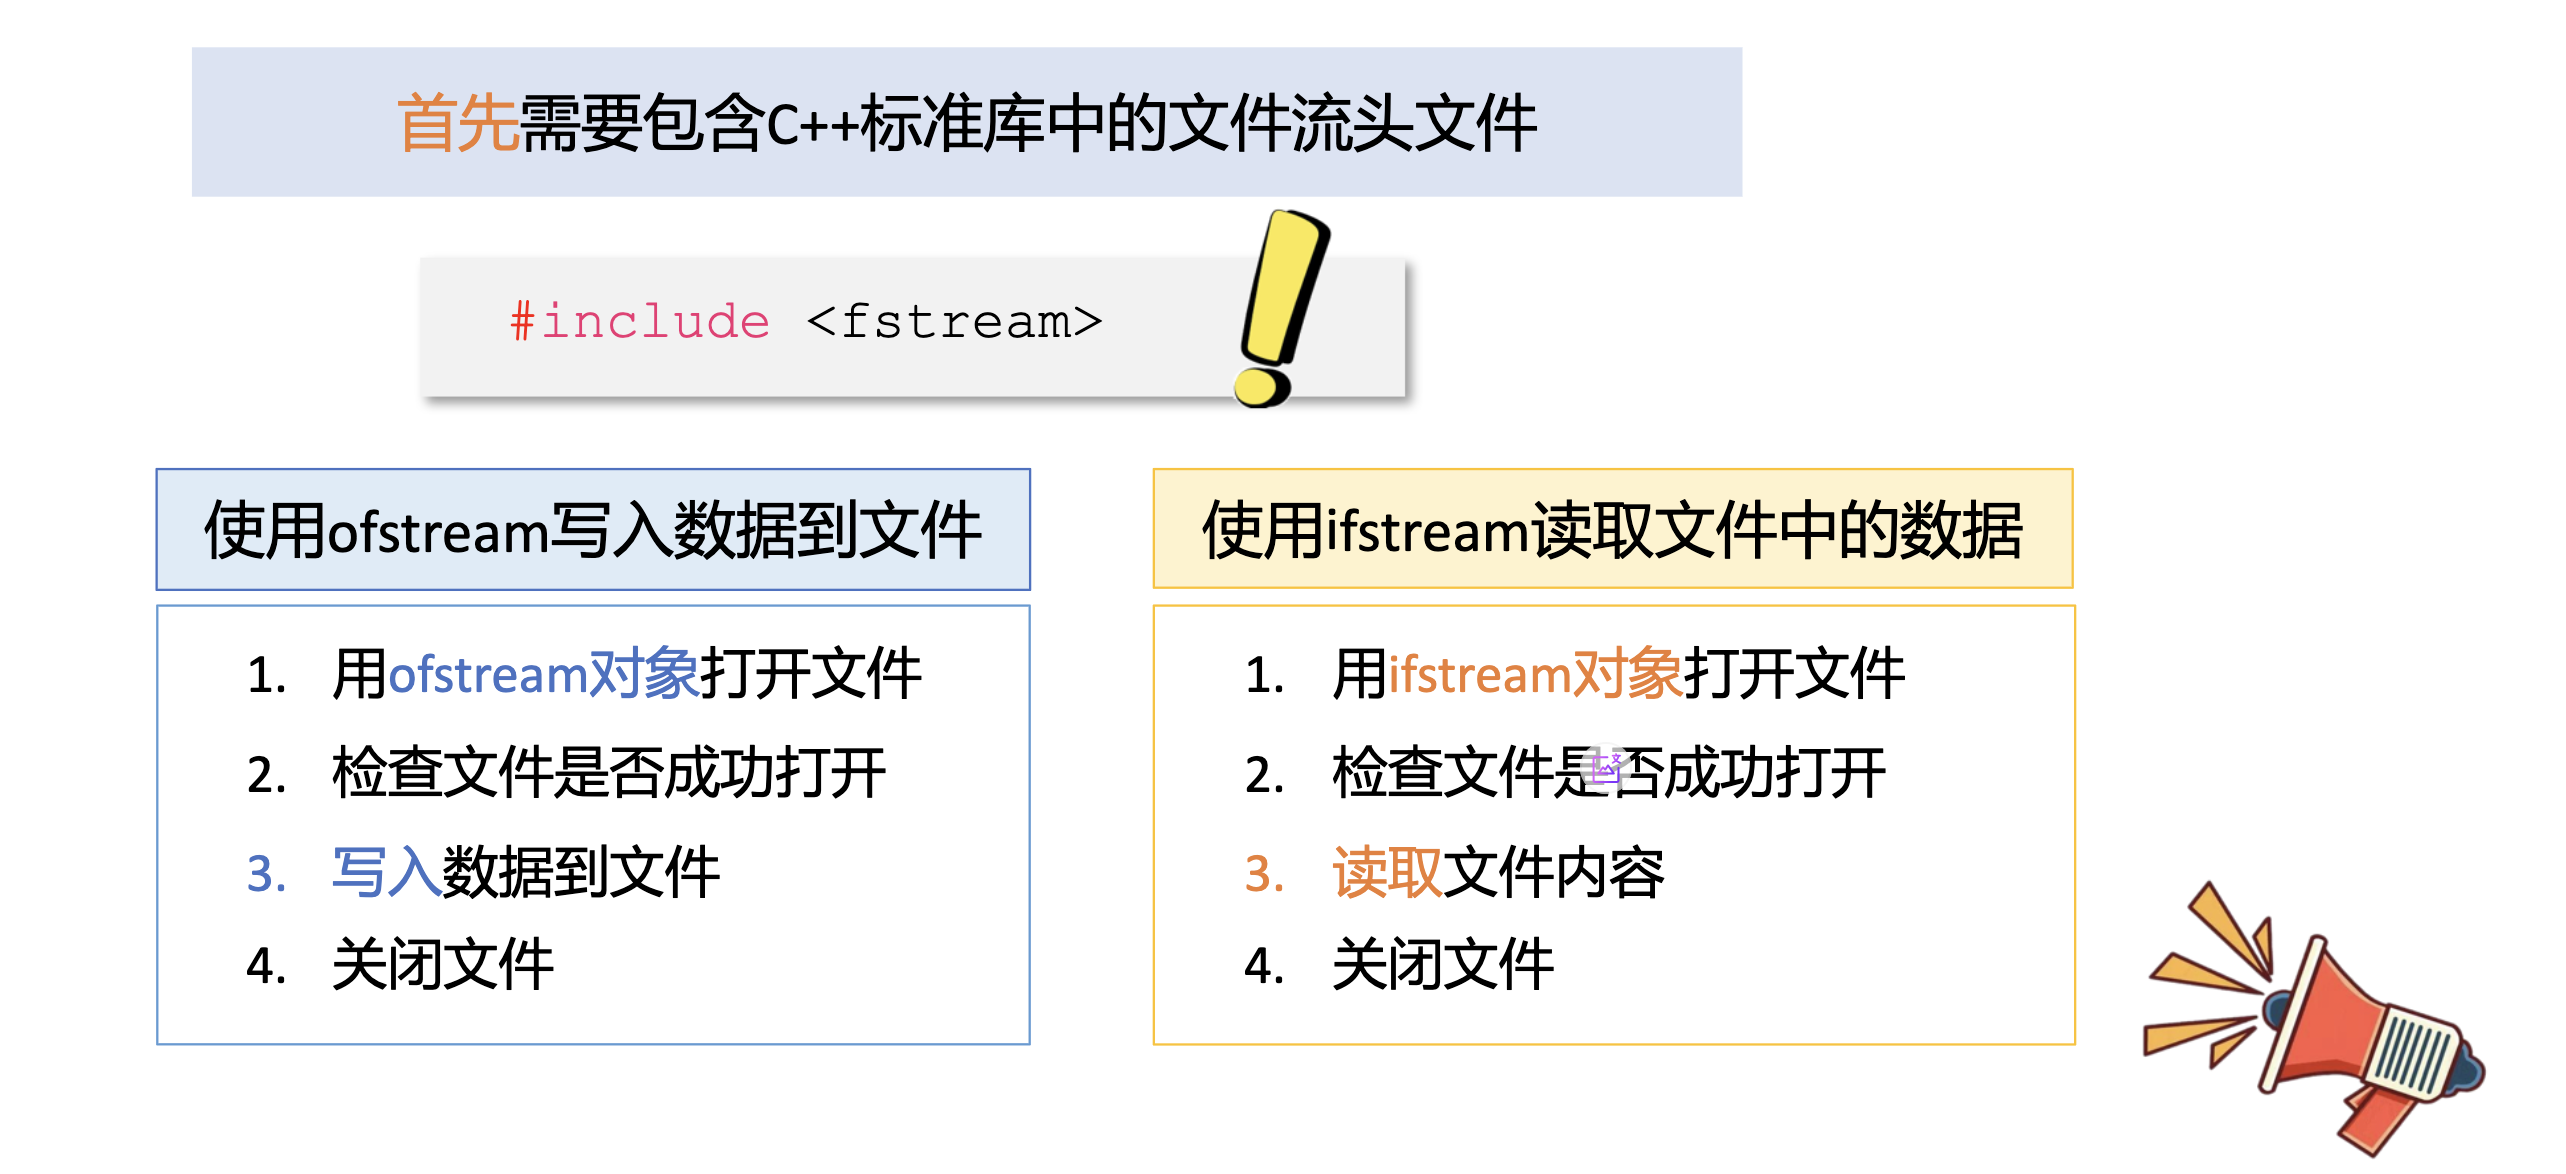 首先需要包含C++标准库中的文件流头文件
#include <fstream>
使用ofstream写入数据到文件
1. 用ofstream对象打开文件
2. 检查文件是否成功打开
3. 写入数据到文件
4. 关闭文件
使用ifstream读取文件中的数据
1. 用ifstream对象打开文件
2. 检查文件是否成功打开
3. 读取文件内容
4. 关闭文件